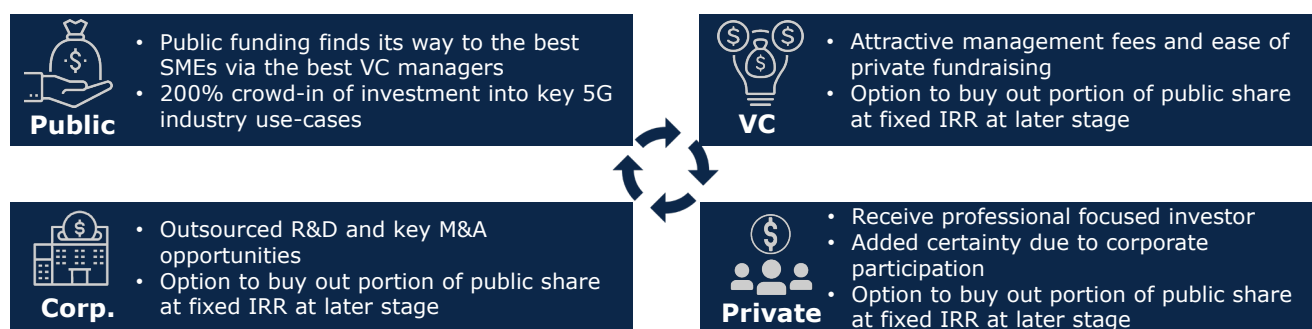 • Public funding finds its way to the best
SMEs via the best VC managers
• 200% crowd-in of investment into key 5G
industry use-cases
Public
• Attractive management fees and ease of
private fundraising
• Option to buy out portion of public share
at fixed IRR at later stage
VC
• Outsourced R&D and key M&A
opportunities
• Option to buy out portion of public share
at fixed IRR at later stage
Corp.
• Receive professional focused investor
• Added certainty due to corporate
participation
• Option to buy out portion of public share
at fixed IRR at later stage
Private